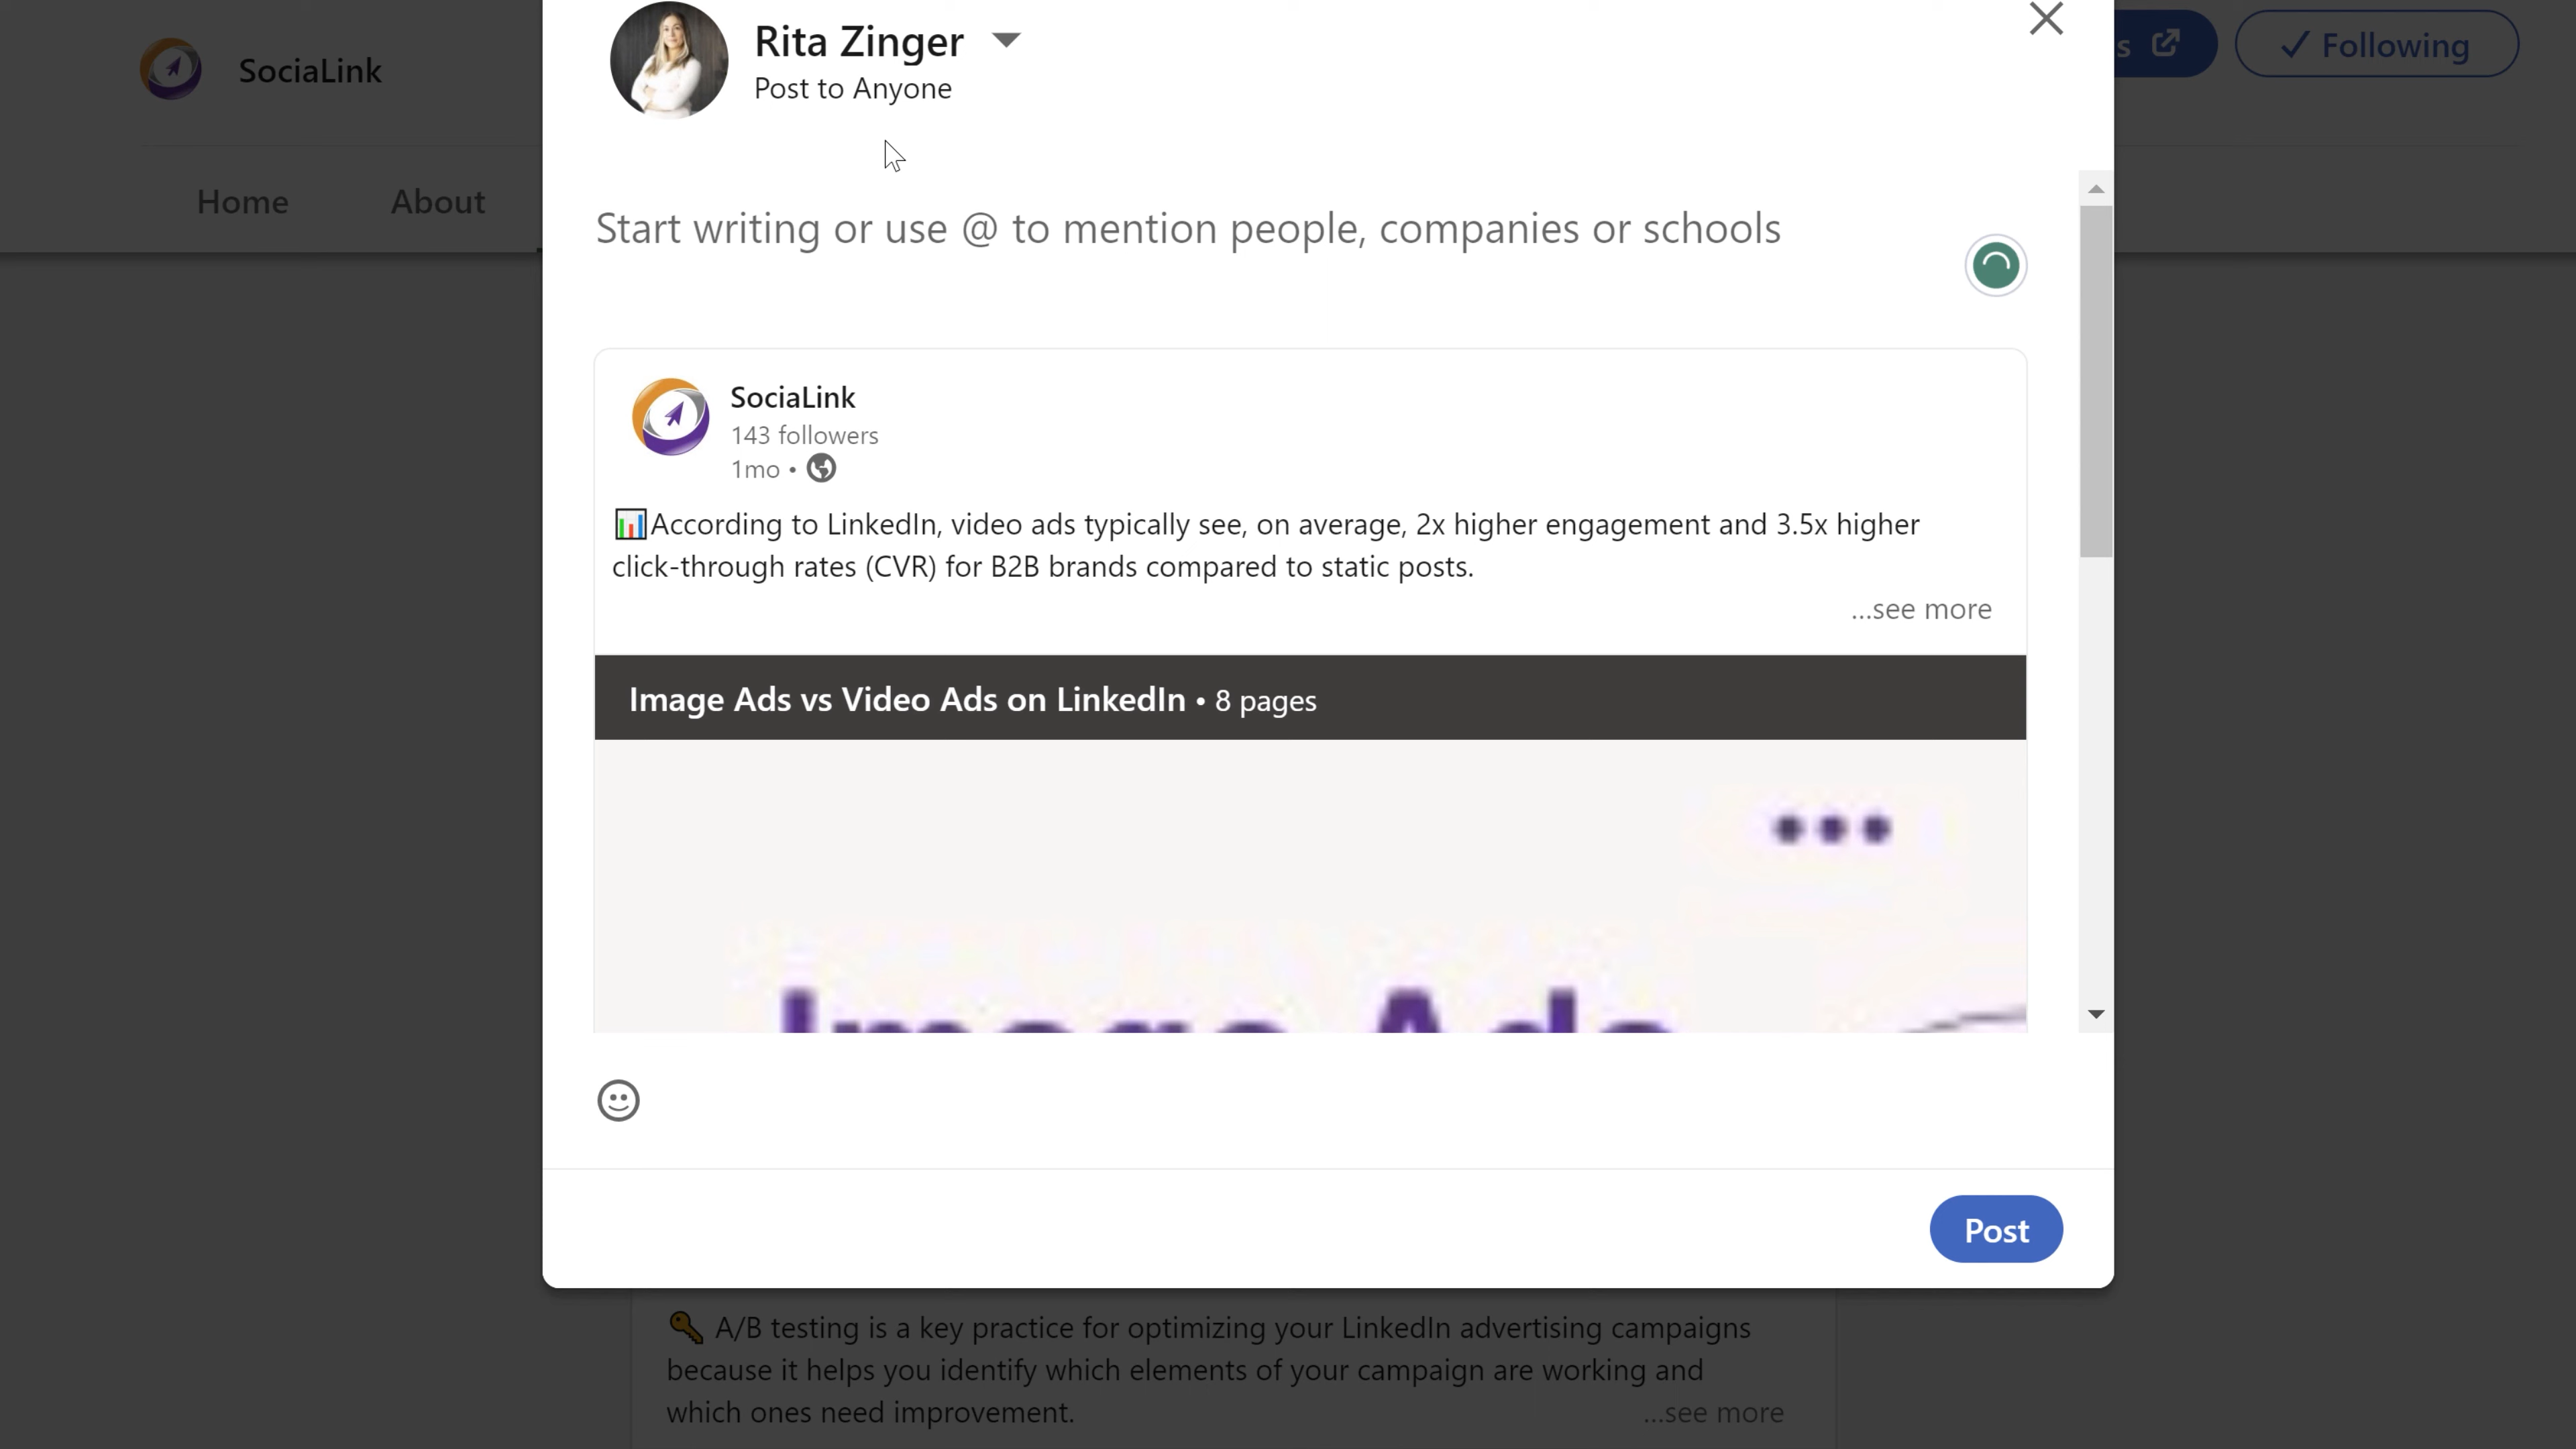 SociaLink
Home
About
Rita Zinger
Post to Anyone
s
Following
Start writing or use @ to mention people, companies or schools
SociaLink
143 followers
1mo •
📊According to LinkedIn, video ads typically see, on average, 2x higher engagement and 3.5x higher
click-through rates (CVR) for B2B brands compared to static posts.
...see more
Image Ads vs Video Ads on LinkedIn • 8 pages
Image Ads
Post
🔑 A/B testing is a key practice for optimizing your LinkedIn advertising campaigns
because it helps you identify which elements of your campaign are working and
which ones need improvement.
...see more